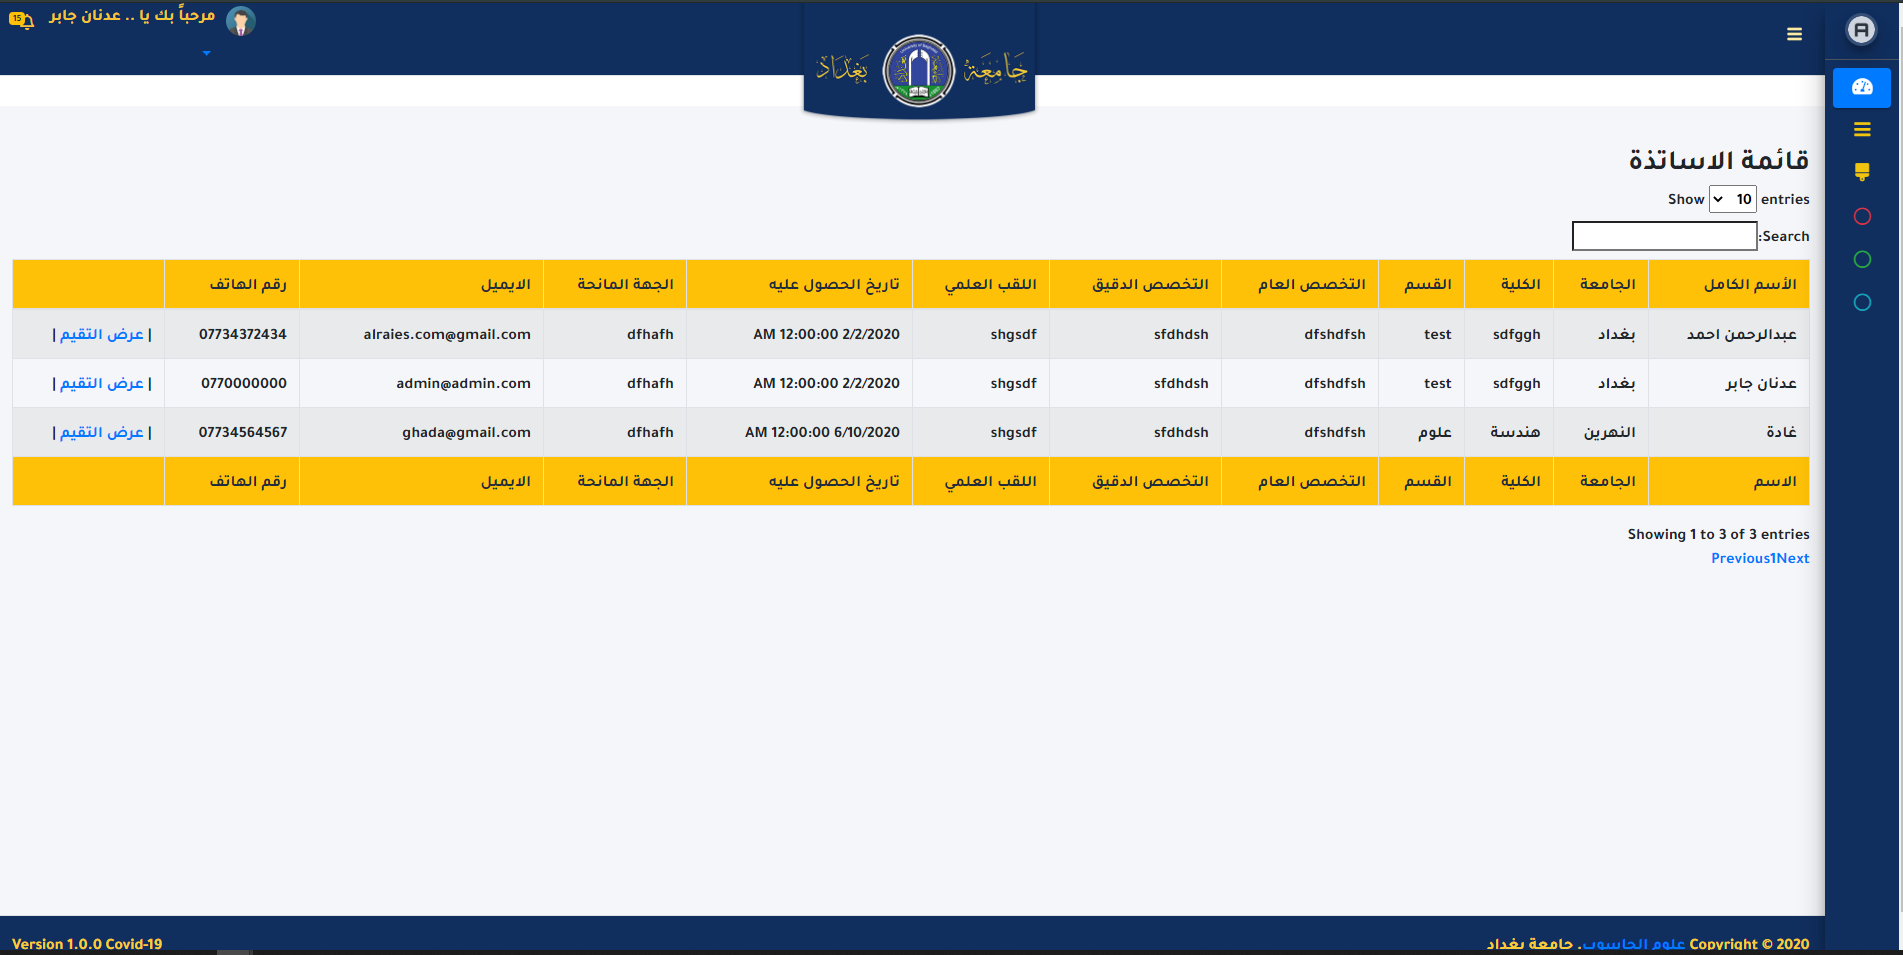 مرحباً بك يا .. عدنان جابر
15
جامعة بغداد
University of Baghdad
قائمة الاساتذة
Show 10 entries
Search:
الأسم الكامل الجامعة الكلية القسم التخصص العام التخصص الدقيق اللقب العلمي تاريخ الحصول عليه الجهة المانحة الايميل رقم الهاتف
عبدالرحمن احمد بغداد sdfggh test dfshdfsh sfdhdsh shgsdf 2/2/2020 12:00:00 AM dfhafh alraies.com@gmail.com 07734372434 | عرض التقيم |
عدنان جابر بغداد sdfggh test dfshdfsh sfdhdsh shgsdf 2/2/2020 12:00:00 AM dfhafh admin@admin.com 0770000000 | عرض التقيم |
غادة النهرين هندسة علوم dfshdfsh sfdhdsh shgsdf 6/10/2020 12:00:00 AM dfhafh ghada@gmail.com 07734564567 | عرض التقيم |
الاسم الجامعة الكلية القسم التخصص العام التخصص الدقيق اللقب العلمي تاريخ الحصول عليه الجهة المانحة الايميل رقم الهاتف
Showing 1 to 3 of 3 entries
Previous1Next
Copyright © 2020 علوم الحاسوب. جامعة بغداد
Version 1.0.0 Covid-19